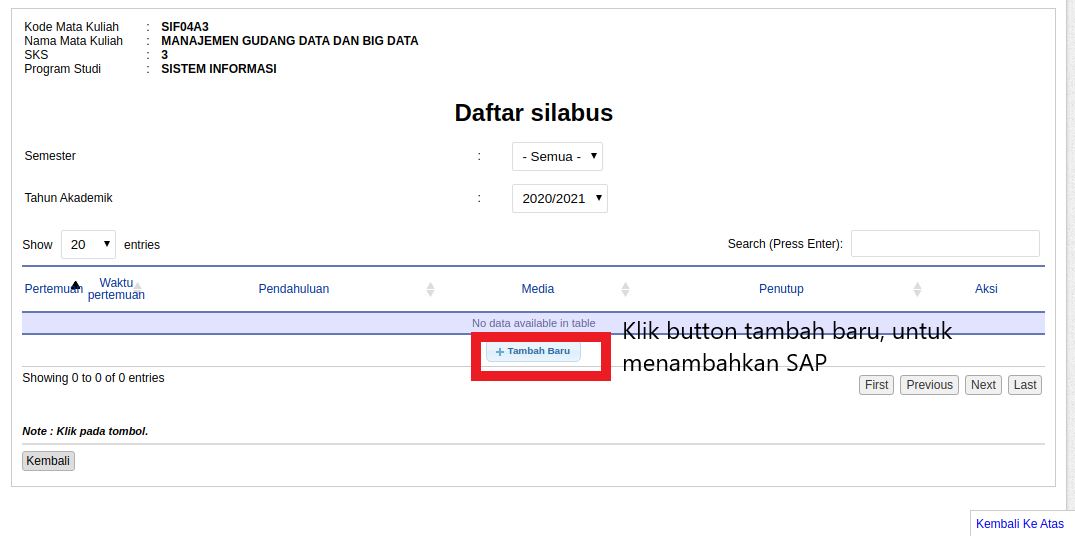 Kode Mata Kuliah : SIF04A3
Nama Mata Kuliah : MANAJEMEN GUDANG DATA DAN BIG DATA
SKS : 3
Program Studi : SISTEM INFORMASI
Daftar silabus
Semester : - Semua -
Tahun Akademik : 2020/2021
Show 20 entries Search (Press Enter):
Pertemuan Waktu pertemuan Pendahuluan Media Penutup Aksi
No data available in table
+ Tambah Baru
Klik button tambah baru, untuk
menambahkan SAP
Showing 0 to 0 of 0 entries
First Previous Next Last
Note : Klik pada tombol.
Kembali
Kembali Ke Atas